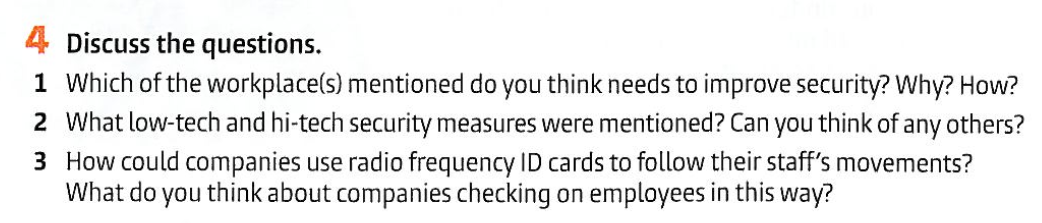 4 Discuss the questions.
1 Which of the workplace(s) mentioned do you think needs to improve security? Why? How?
2 What low-tech and hi-tech security measures were mentioned? Can you think of any others?
3 How could companies use radio frequency ID cards to follow their staff's movements?
What do you think about companies checking on employees in this way?